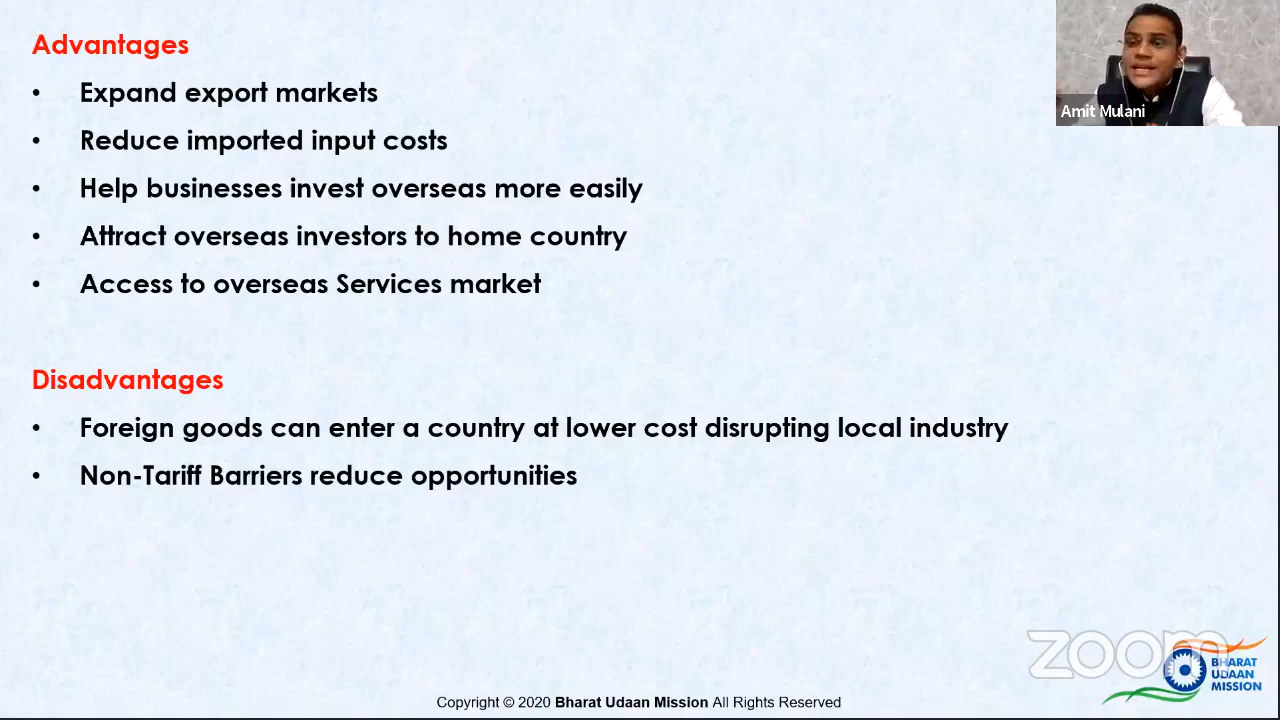 Advantages
• Expand export markets
• Reduce imported input costs
• Help businesses invest overseas more easily
• Attract overseas investors to home country
• Access to overseas Services market
Disadvantages
• Foreign goods can enter a country at lower cost disrupting local industry
• Non-Tariff Barriers reduce opportunities
Amit Mulani
zoom
BHARAT
UDAAN
MISSION
Copyright © 2020 Bharat Udaan Mission All Rights Reserved